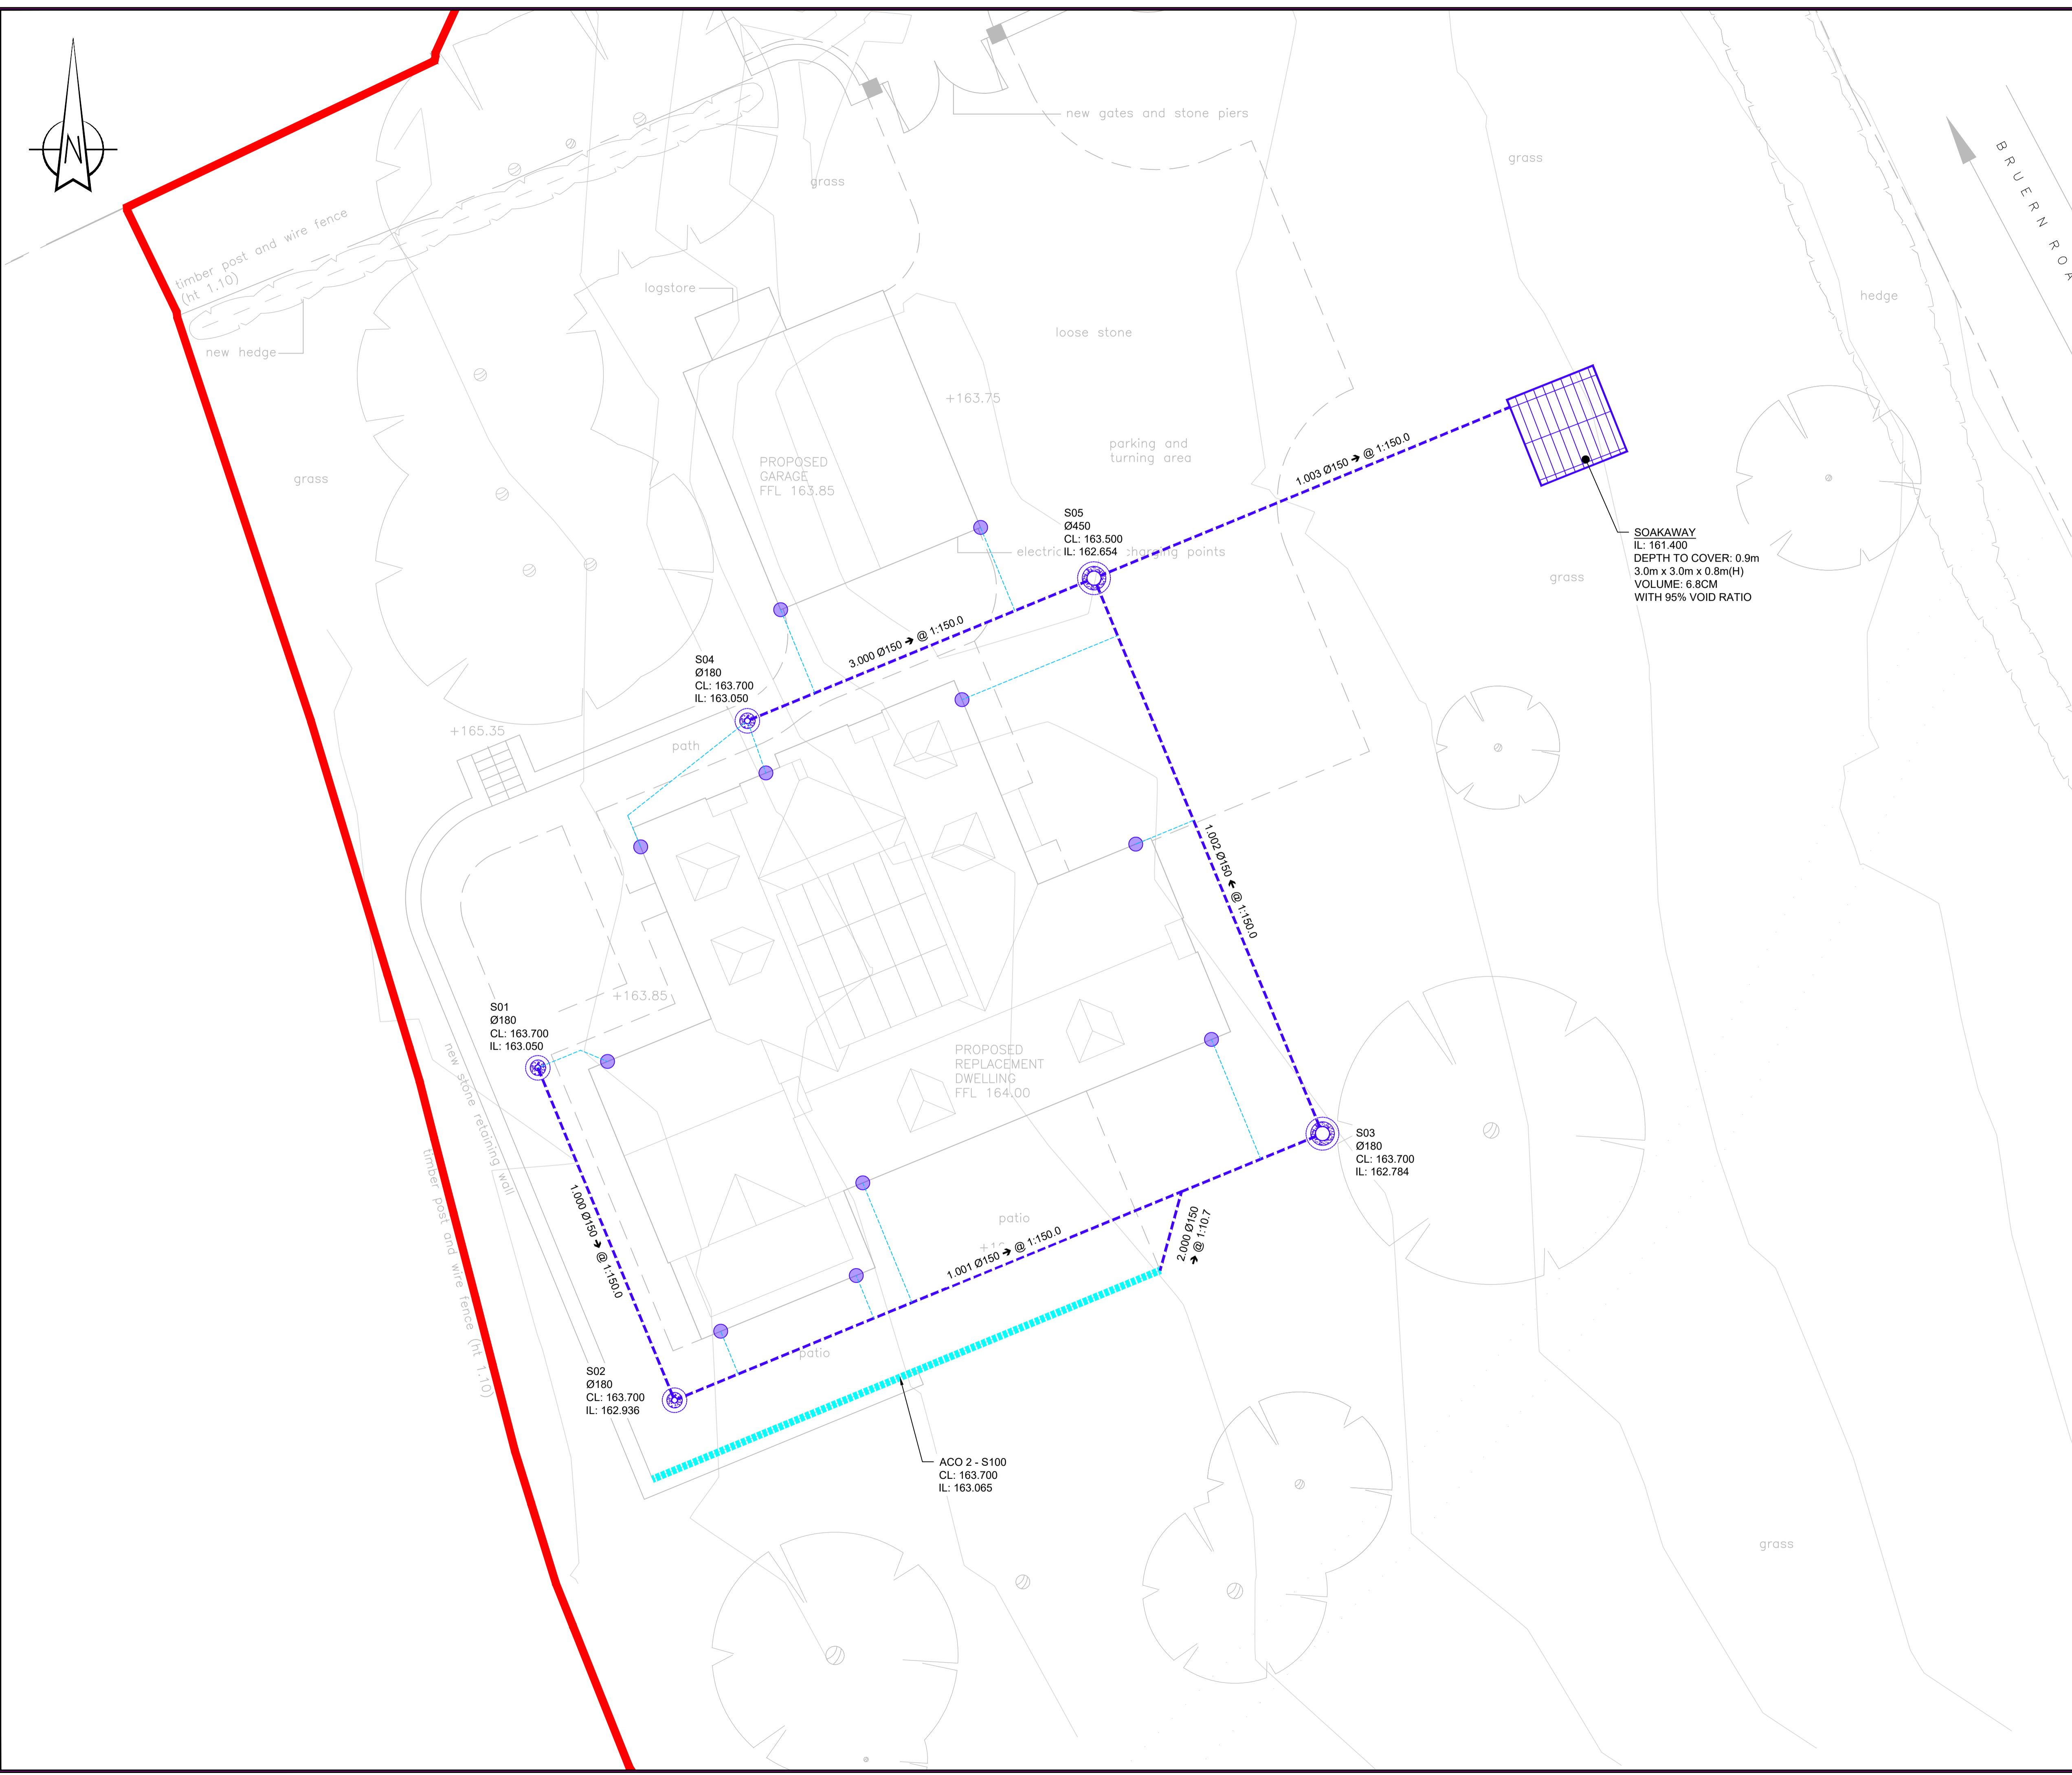 N
new gates and stone piers
grass
grass
BRUERN ROA
timber post and wire fence
(ht 1.10)
logstore
hedge
new hedge
loose stone
+163.75
parking and
turning area
1.003 Ø150 ➔ @ 1:150.0
PROPOSED
GARAGE
FFL 163.85
grass
S05
Ø450
CL: 163.500
IL: 162.654
electric
charging points
SOAKAWAY
IL: 161.400
DEPTH TO COVER: 0.9m
3.0m x 3.0m x 0.8m(H)
VOLUME: 6.8CM
WITH 95% VOID RATIO
grass
3.000 Ø150 ➔ @ 1:150.0
S04
Ø180
CL: 163.700
IL: 163.050
+165.35
path
1.002 Ø150 ➔ @ 1:150.0
+163.85
S01
Ø180
CL: 163.700
IL: 163.050
PROPOSED
REPLACEMENT
DWELLING
FFL 164.00
new stone retaining wall
timber post and wire fence (ht 1.10)
S03
Ø180
CL: 163.700
IL: 162.784
1.000 Ø150 ➔ @ 1:150.0
patio
1.001 Ø150 ➔ @ 1:150.0
2.000 Ø150
➔ @ 1:10.7
patio
S02
Ø180
CL: 163.700
IL: 162.936
ACO 2 - S100
CL: 163.700
IL: 163.065
grass